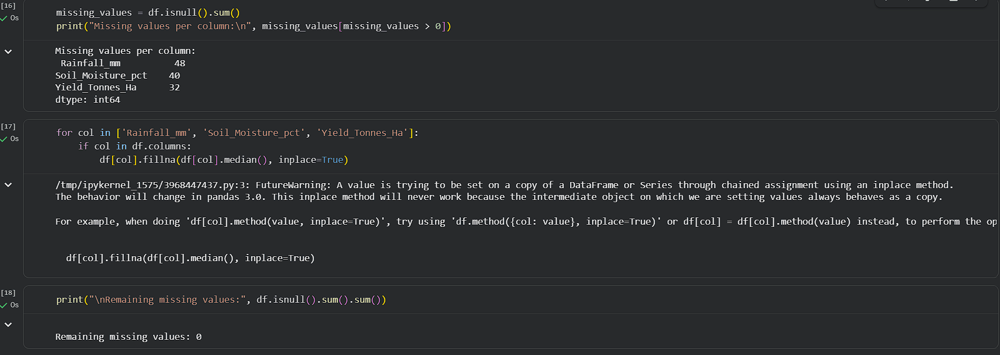 [16]
0s
missing_values = df.isnull().sum()
print("Missing values per column:\n", missing_values[missing_values > 0])
Missing values per column:
 Rainfall_mm          48
Soil_Moisture_pct    40
Yield_Tonnes_Ha      32
dtype: int64
[17]
0s
for col in ['Rainfall_mm', 'Soil_Moisture_pct', 'Yield_Tonnes_Ha']:
    if col in df.columns:
        df[col].fillna(df[col].median(), inplace=True)
/tmp/ipykernel_1575/3968447437.py:3: FutureWarning: A value is trying to be set on a copy of a DataFrame or Series through chained assignment using an inplace method.
The behavior will change in pandas 3.0. This inplace method will never work because the intermediate object on which we are setting values always behaves as a copy.
For example, when doing 'df[col].method(value, inplace=True)', try using 'df.method({col: value}, inplace=True)' or df[col] = df[col].method(value) instead, to perform the op
  df[col].fillna(df[col].median(), inplace=True)
[18]
0s
print("\nRemaining missing values:", df.isnull().sum().sum())
Remaining missing values: 0